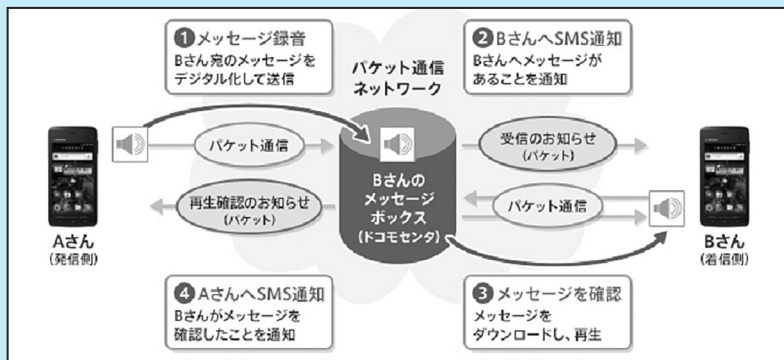 ❶メッセージ録音
Bさん宛のメッセージを
デジタル化して送信
❷BさんへSMS通知
Bさんへメッセージが
あることを通知
パケット通信
ネットワーク
パケット通信
受信のお知らせ
(パケット)
再生確認のお知らせ
(パケット)
Bさんの
メッセージ
ボックス
(ドコモセンタ)
パケット通信
Aさん
(発信側)
Bさん
(着信側)
❹AさんへSMS通知
Bさんがメッセージを
確認したことを通知
❸メッセージを確認
メッセージを
ダウンロードし、再生